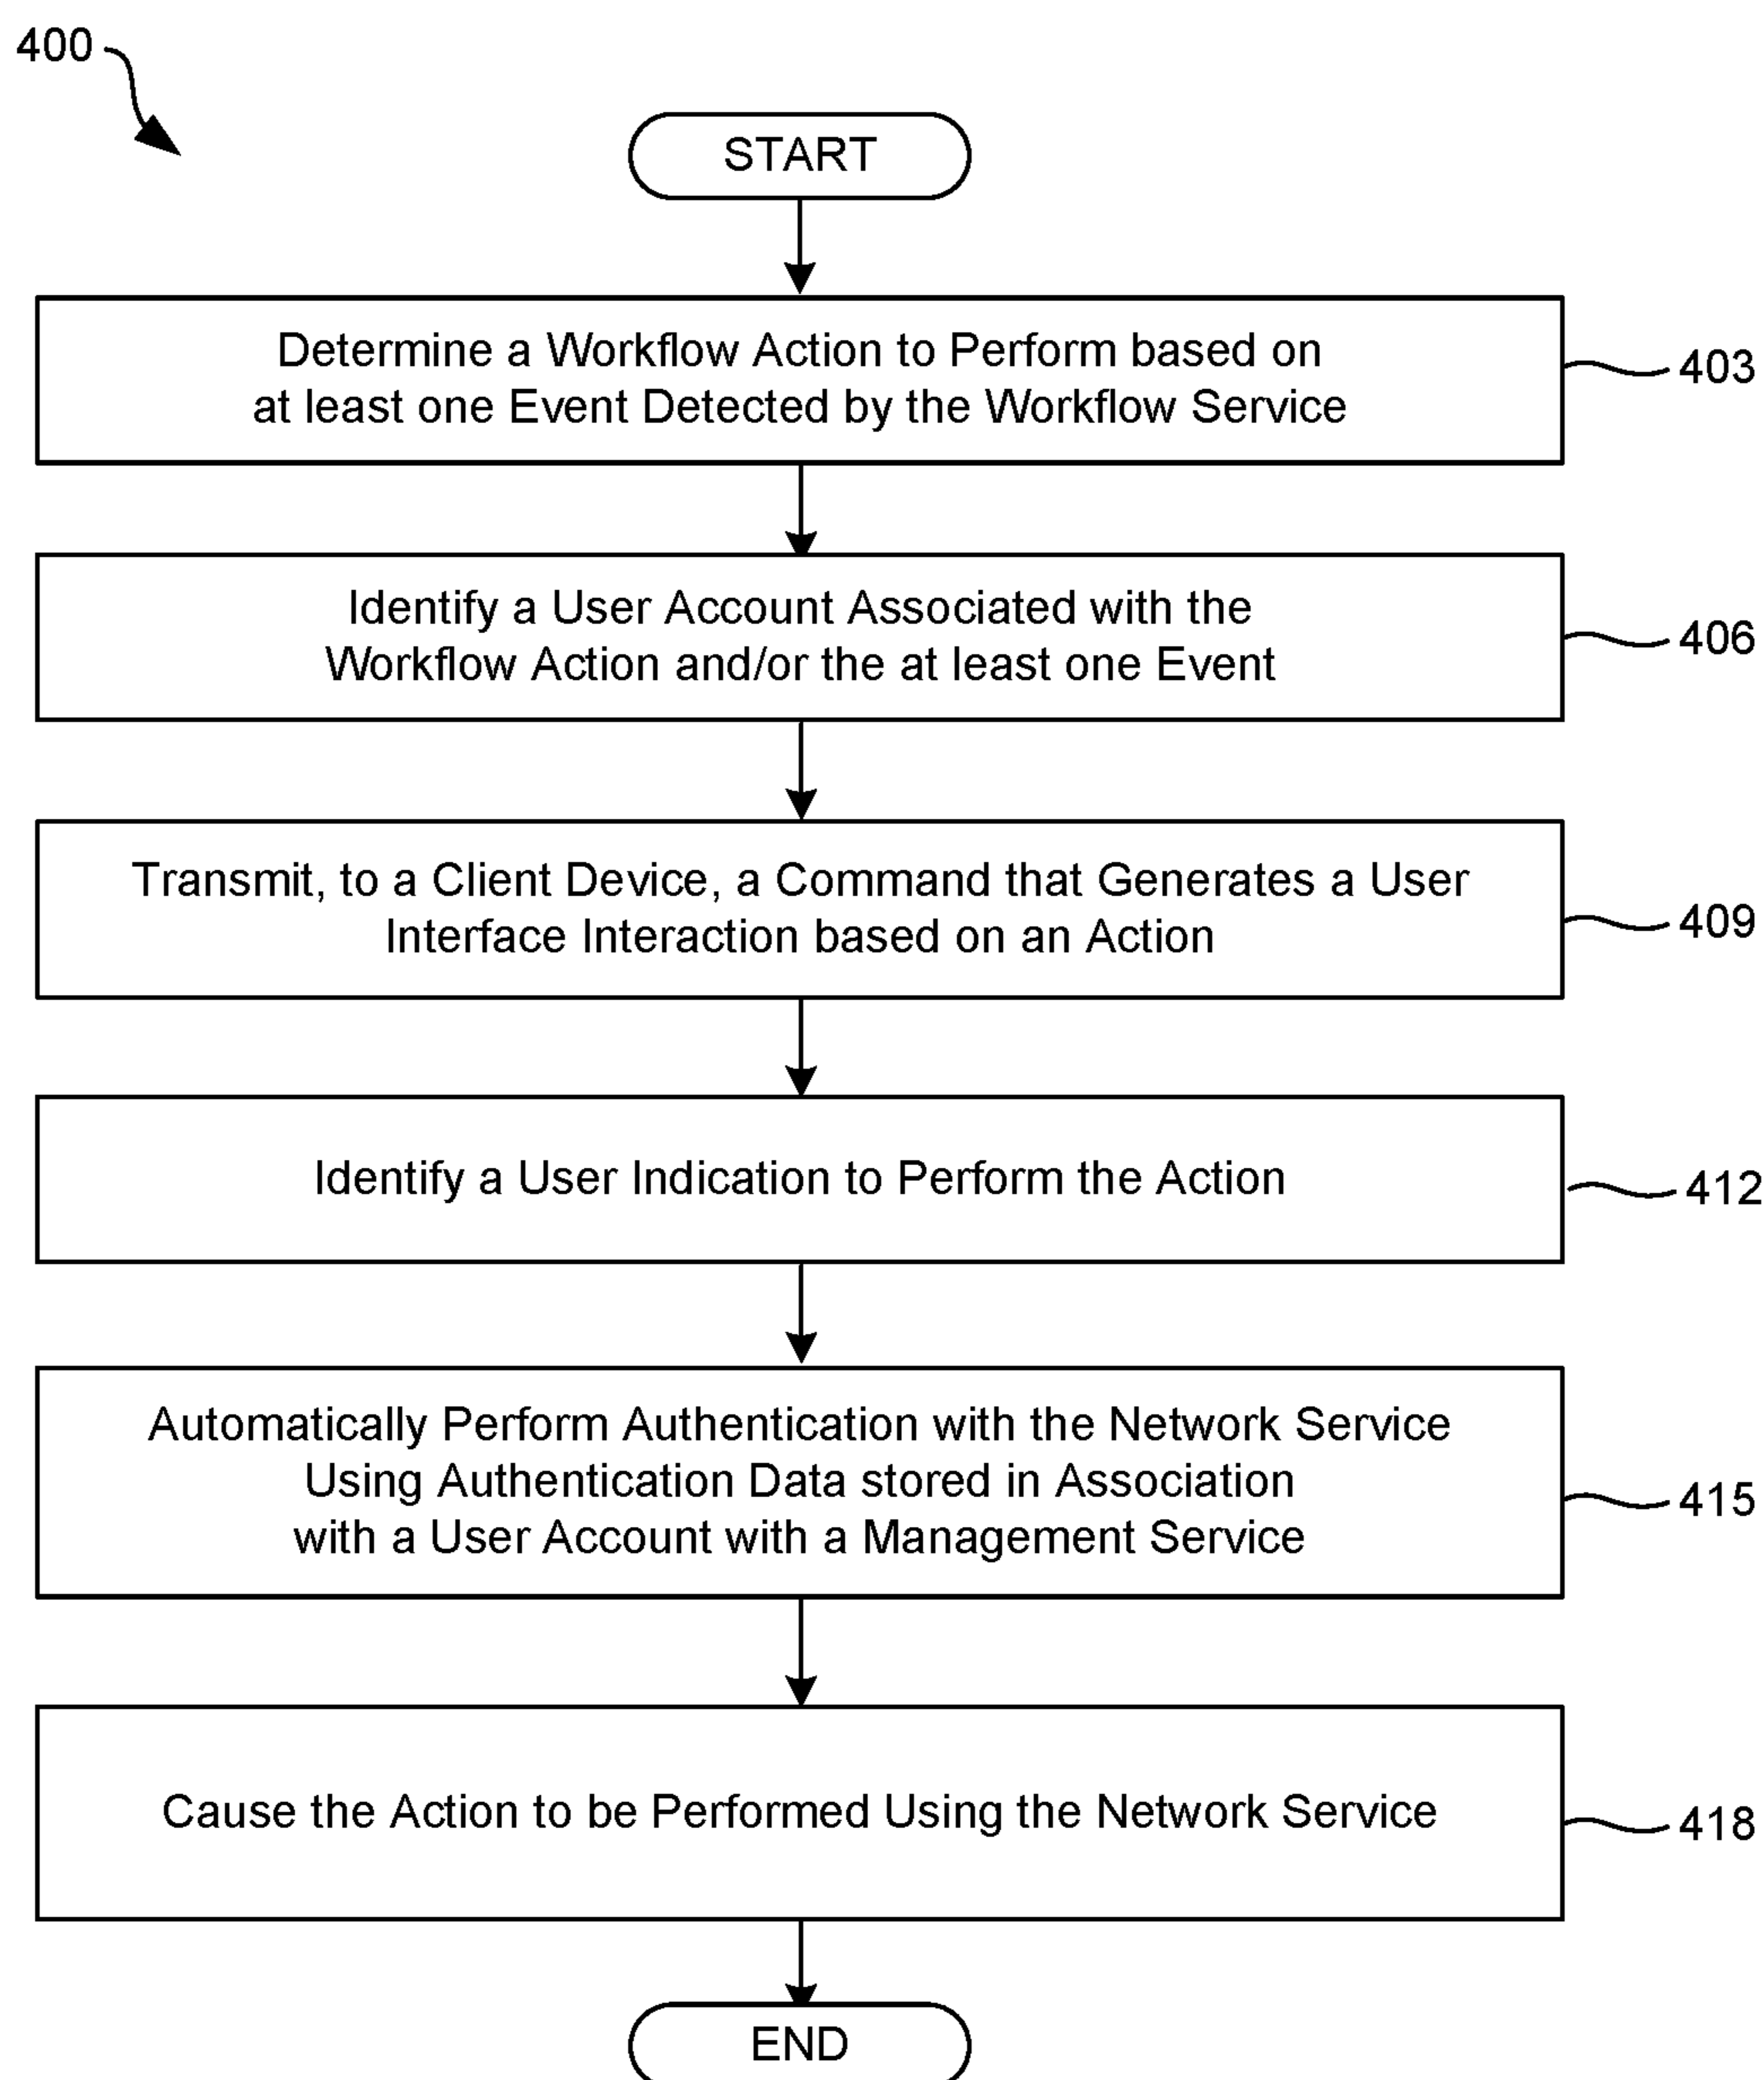 400
START
Determine a Workflow Action to Perform based on
at least one Event Detected by the Workflow Service
403
Identify a User Account Associated with the
Workflow Action and/or the at least one Event
406
Transmit, to a Client Device, a Command that Generates a User
Interface Interaction based on an Action
409
Identify a User Indication to Perform the Action
412
Automatically Perform Authentication with the Network Service
Using Authentication Data stored in Association
with a User Account with a Management Service
415
Cause the Action to be Performed Using the Network Service
418
END